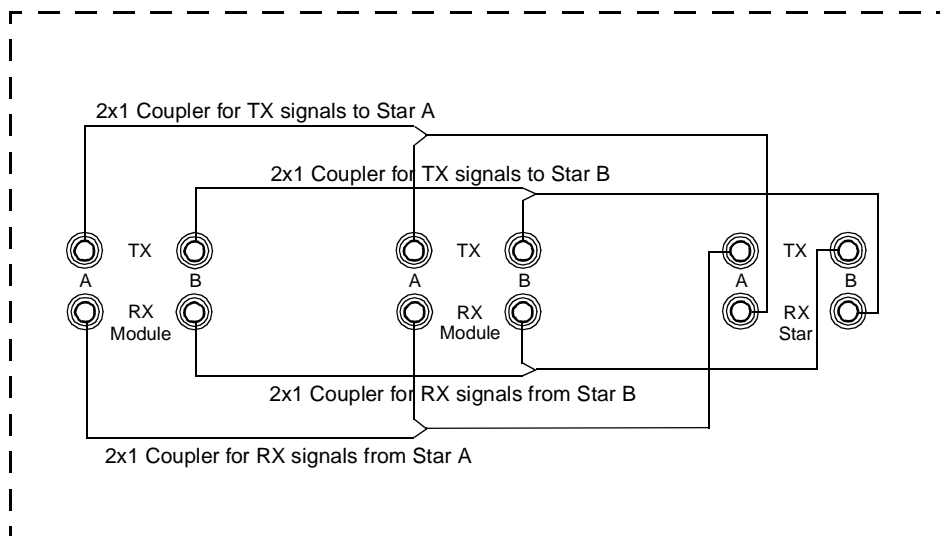 2x1 Coupler for TX signals to Star A
2x1 Coupler for TX signals to Star B
TX TX TX
A B A B A B
RX RX RX
Module Module Star
2x1 Coupler for RX signals from Star B
2x1 Coupler for RX signals from Star A